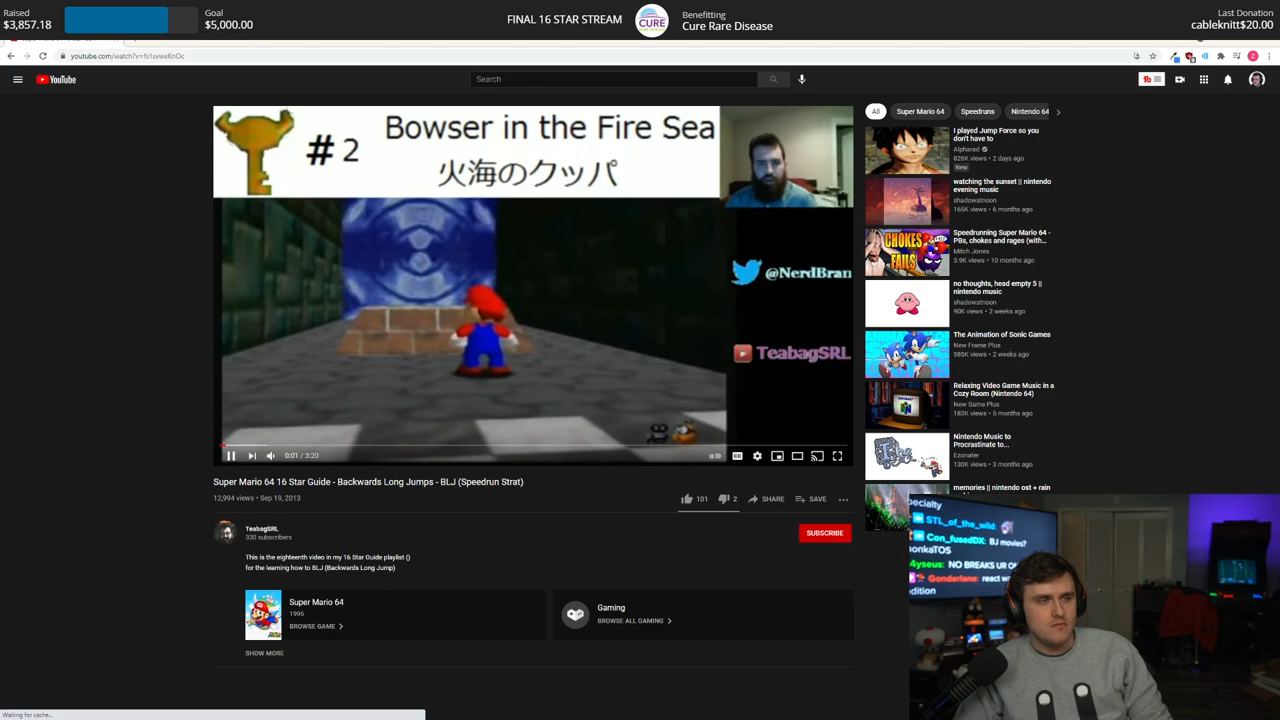 Raised
$3,857.18
Goal
$5,000.00
FINAL 16 STAR STREAM
CURE
Benefitting
Cure Rare Disease
Last Donation
cableknitt$20.00
youtube.com/watch?v=fs1svweKnOc
YouTube
Search
# 2
Bowser in the Fire Sea
火海のクッパ
@NerdBran
TeabagSRL
0:01 / 3:20
Super Mario 64 16 Star Guide - Backwards Long Jumps - BLJ (Speedrun Strat)
12,994 views • Sep 19, 2013
101
2
SHARE
SAVE
TeabagSRL
330 subscribers
SUBSCRIBE
This is the eighteenth video in my 16 Star Guide playlist ()
for the learning how to BLJ (Backwards Long Jump)
Super Mario 64
1996
BROWSE GAME
Gaming
BROWSE ALL GAMING
SHOW MORE
All
Super Mario 64
Speedruns
Nintendo 64
I played Jump Force so you
don't have to
Alpharad
826K views • 2 days ago
New
watching the sunset || nintendo
evening music
shadowatnoon
165K views • 6 months ago
CHOKES
FAILS
Speedrunning Super Mario 64 -
PBs, chokes and rages (with...
Mitch Jones
3.9K views • 10 months ago
no thoughts, head empty 5 ||
nintendo music
shadowatnoon
90K views • 2 weeks ago
The Animation of Sonic Games
New Frame Plus
585K views • 2 weeks ago
Relaxing Video Game Music in a
Cozy Room (Nintendo 64)
New Game Plus
183K views • 5 months ago
Nintendo Music to
Procrastinate to...
Ezonater
130K views • 3 months ago
memories || nintendo ost + rain
pecialty
STL_of_the_wild:
Con_fusedDX: BJ movies?
monkaTOS
4yseus: NO BREAKS UR O
Gonderlans: react wa
edition
Waiting for cache...